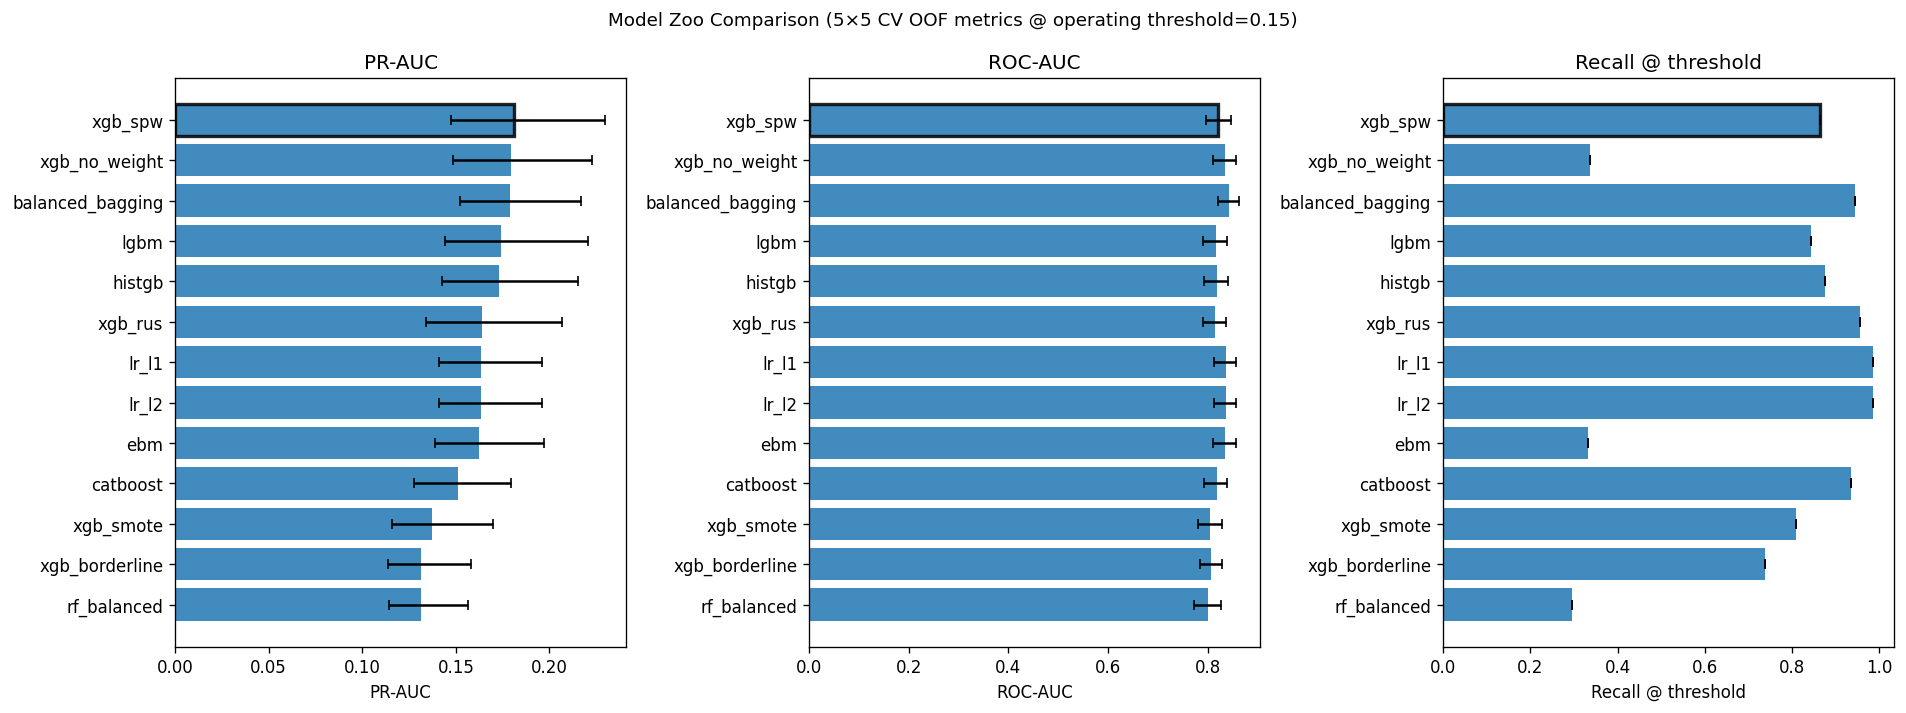 Model Zoo Comparison (5×5 CV OOF metrics @ operating threshold=0.15)
PR-AUC
xgb_spw
xgb_no_weight
balanced_bagging
lgbm
histgb
xgb_rus
lr_l1
lr_l2
ebm
catboost
xgb_smote
xgb_borderline
rf_balanced
0.00 0.05 0.10 0.15 0.20
PR-AUC
ROC-AUC
xgb_spw
xgb_no_weight
balanced_bagging
lgbm
histgb
xgb_rus
lr_l1
lr_l2
ebm
catboost
xgb_smote
xgb_borderline
rf_balanced
0.0 0.2 0.4 0.6 0.8
ROC-AUC
Recall @ threshold
xgb_spw
xgb_no_weight
balanced_bagging
lgbm
histgb
xgb_rus
lr_l1
lr_l2
ebm
catboost
xgb_smote
xgb_borderline
rf_balanced
0.0 0.2 0.4 0.6 0.8 1.0
Recall @ threshold